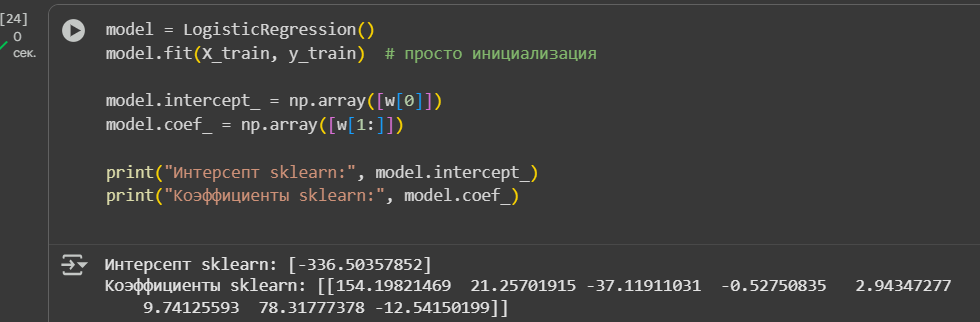 [24]
0
сек.
model = LogisticRegression()
model.fit(X_train, y_train)  # просто инициализация
model.intercept_ = np.array([w[0]])
model.coef_ = np.array([w[1:]])
print("Интерсепт sklearn:", model.intercept_)
print("Коэффициенты sklearn:", model.coef_)
Интерсепт sklearn: [-336.50357852]
Коэффициенты sklearn: [[154.19821469  21.25701915 -37.11911031  -0.52750835   2.94347277
    9.74125593  78.31777378 -12.54150199]]